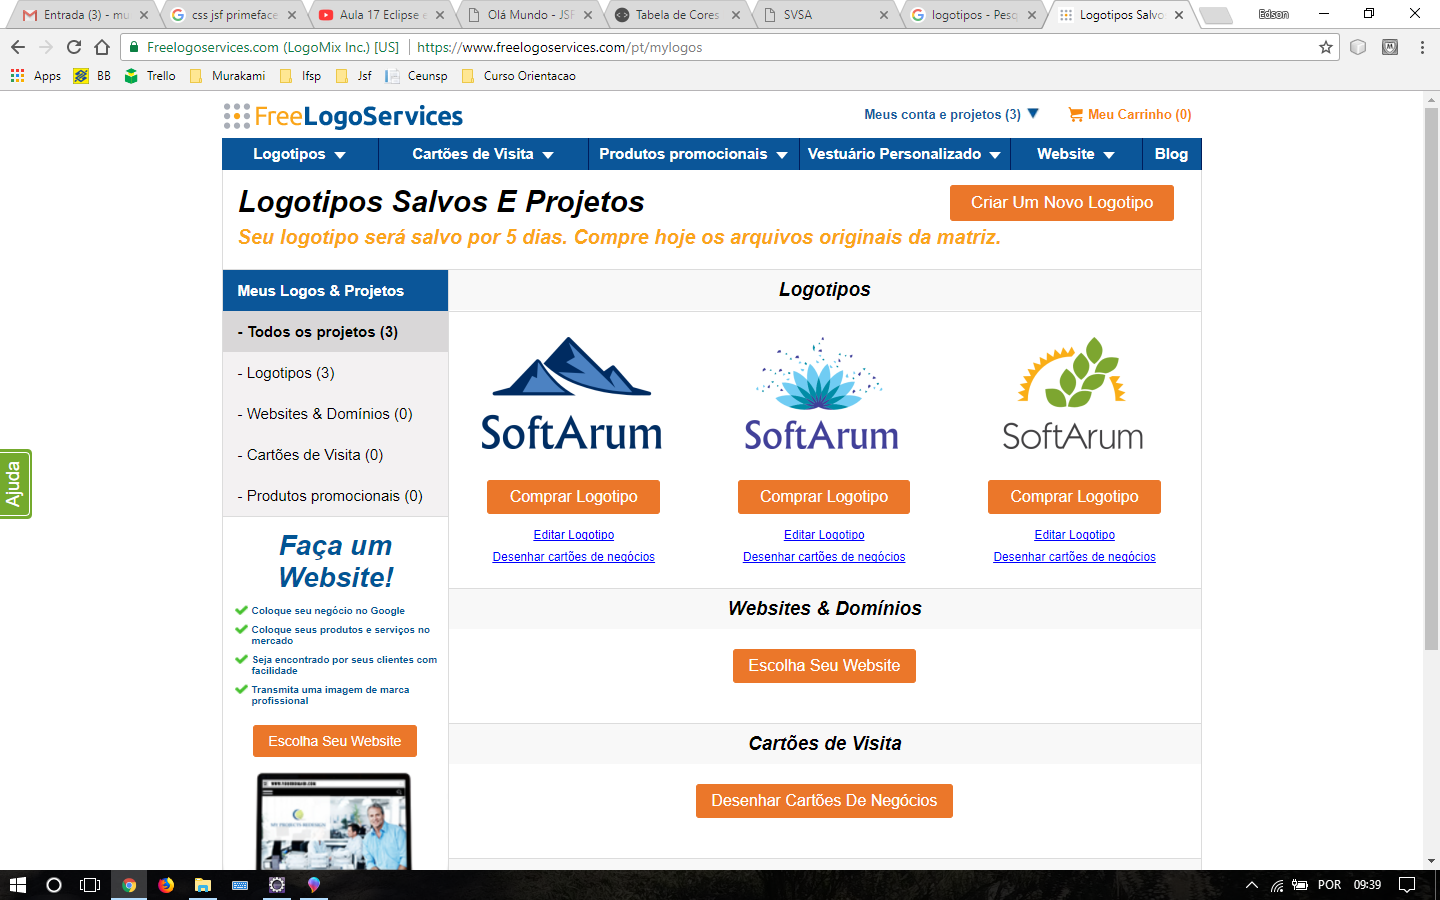 Entrada (3) - mu
css jsf primeface
Aula 17 Eclipse e
Olá Mundo - JSF
Tabela de Cores
SVSA
logotipos - Pesq
Logotipos Salvo
Edson
Freelogoservices.com (LogoMix Inc.) [US]
https://www.freelogoservices.com/pt/mylogos
Apps
BB
Trello
Murakami
Ifsp
Jsf
Ceunsp
Curso Orientacao
FreeLogoServices
Meus conta e projetos (3)
Meu Carrinho (0)
Logotipos
Cartões de Visita
Produtos promocionais
Vestuário Personalizado
Website
Blog
Logotipos Salvos E Projetos
Criar Um Novo Logotipo
Seu logotipo será salvo por 5 dias. Compre hoje os arquivos originais da matriz.
Meus Logos & Projetos
- Todos os projetos (3)
- Logotipos (3)
- Websites & Domínios (0)
- Cartões de Visita (0)
- Produtos promocionais (0)
Ajuda
Faça um
Website!
Coloque seu negócio no Google
Coloque seus produtos e serviços no
mercado
Seja encontrado por seus clientes com
facilidade
Transmita uma imagem de marca
profissional
Escolha Seu Website
Logotipos
SoftArum
SoftArum
SoftArum
Comprar Logotipo
Comprar Logotipo
Comprar Logotipo
Editar Logotipo
Editar Logotipo
Editar Logotipo
Desenhar cartões de negócios
Desenhar cartões de negócios
Desenhar cartões de negócios
Websites & Domínios
Escolha Seu Website
Cartões de Visita
Desenhar Cartões De Negócios
POR
09:39